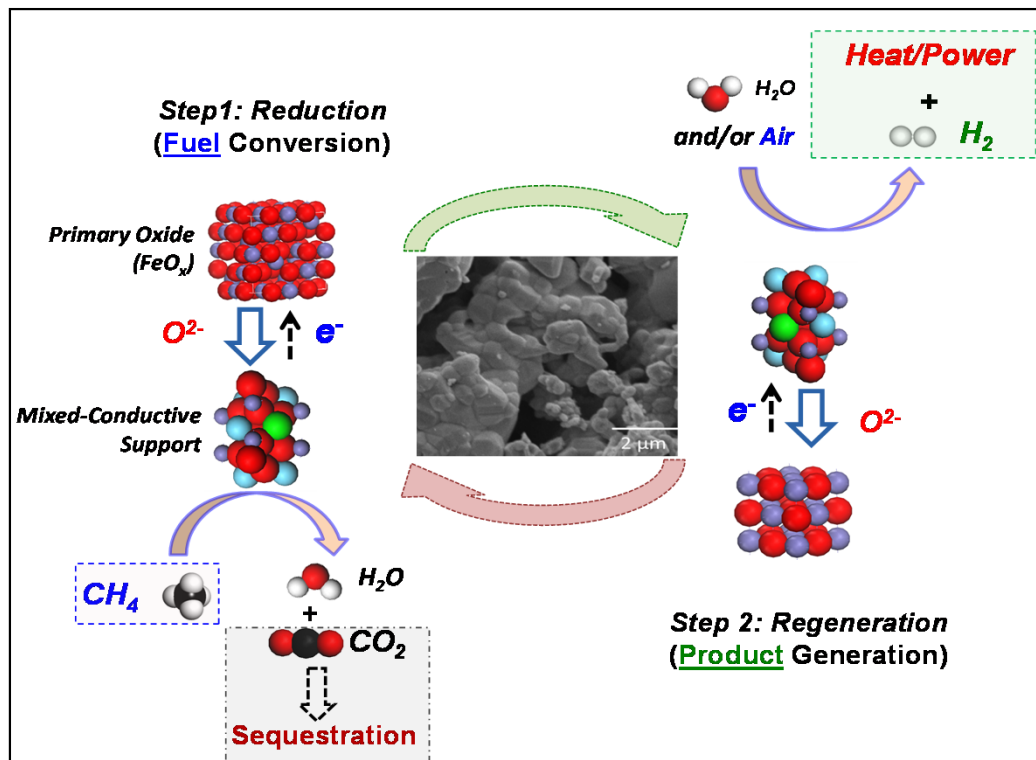 Step1: Reduction
(Fuel Conversion)
Primary Oxide
(FeOₓ)
O²⁻
e⁻
Mixed-Conductive
Support
CH₄
H₂O
+
CO₂
Sequestration
2 μm
H₂O
and/or Air
Heat/Power
+
H₂
e⁻
O²⁻
Step 2: Regeneration
(Product Generation)